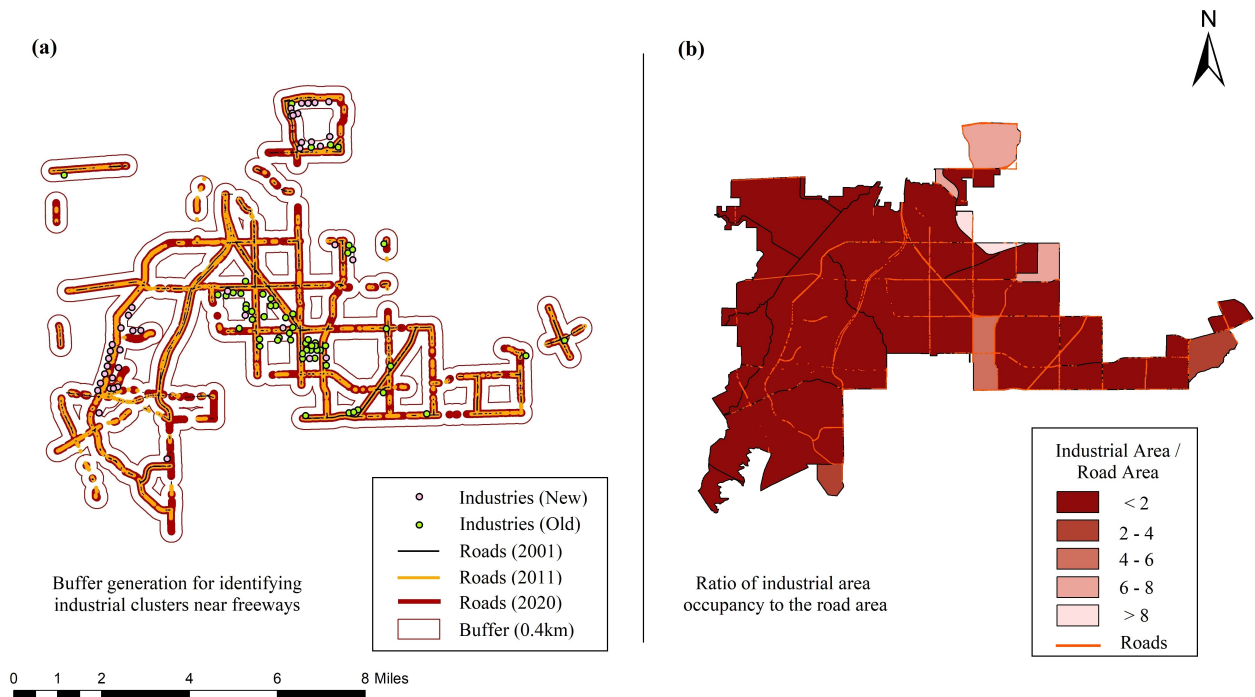 (a)
Industries (New)
Industries (Old)
Roads (2001)
Roads (2011)
Roads (2020)
Buffer (0.4km)
Buffer generation for identifying
industrial clusters near freeways
0 1 2 4 6 8 Miles
(b)
N
Industrial Area /
Road Area
< 2
2 - 4
4 - 6
6 - 8
> 8
Roads
Ratio of industrial area
occupancy to the road area